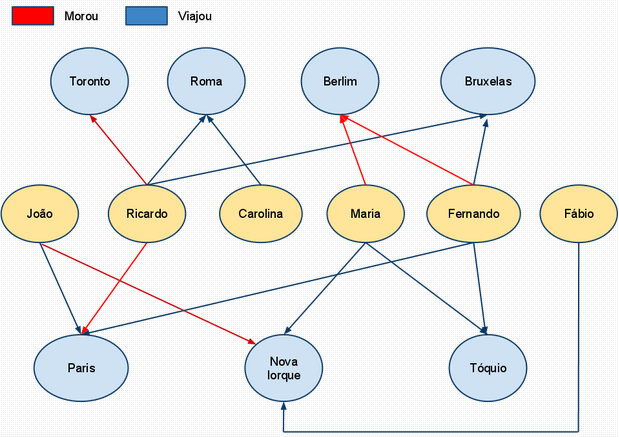 Morou
Viajou
Toronto
Roma
Berlim
Bruxelas
João
Ricardo
Carolina
Maria
Fernando
Fábio
Paris
Nova
Iorque
Tóquio